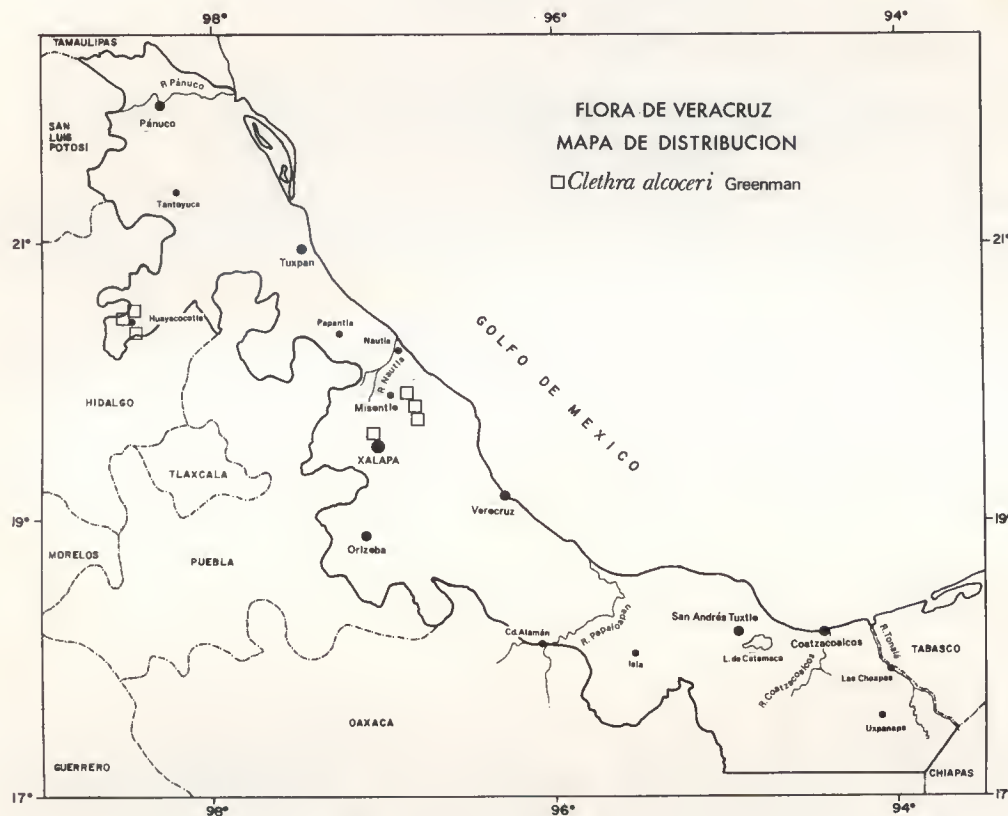 98°
96°
94°
TAMAULIPAS
R. Pánuco
Pánuco
FLORA DE VERACRUZ
MAPA DE DISTRIBUCION
Clethra alcoceri Greenman
SAN
LUIS
POTOSÍ
Tantoyuca
21°
21°
Tuxpan
Huayacocotla
Papantla
Nautla
R. Nautla
GOLFO DE MEXICO
HIDALGO
Misantla
XALAPA
TLAXCALA
Veracruz
19°
19°
Orizaba
MORELOS
PUEBLA
San Andrés Tuxtla
Coatzacoalcos
R. Tonalá
TABASCO
Cd. Alemán
R. Papaloapan
Isla
L. de Catemaco
R. Coatzacoalcos
Las Choapas
Uxpanapa
OAXACA
GUERRERO
CHIAPAS
17°
17°
98°
96°
94°